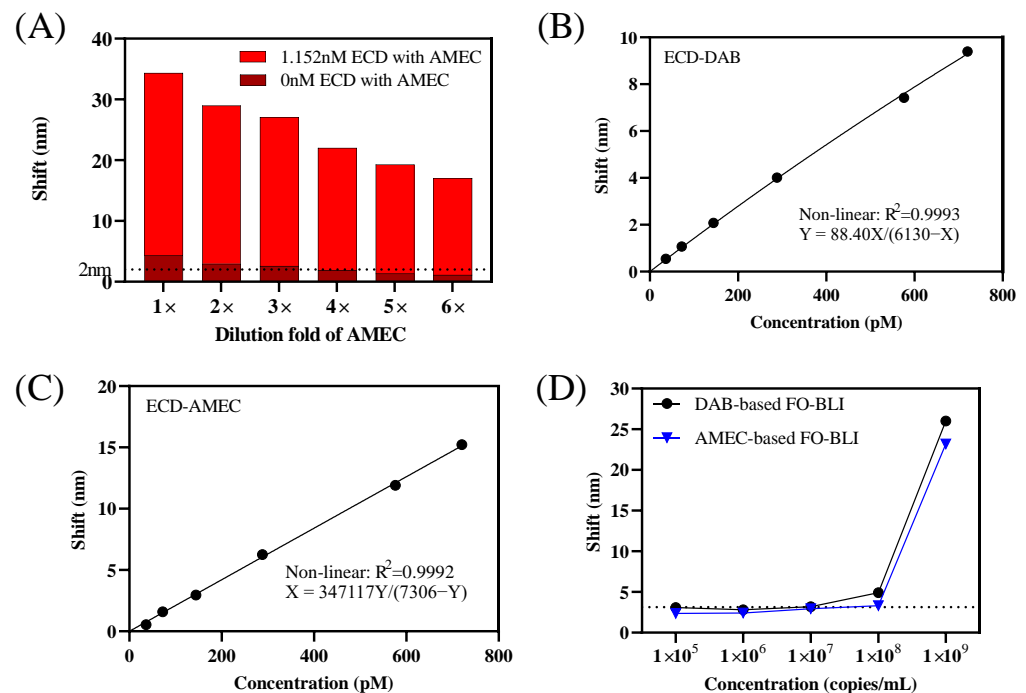 (A)
40
30
20
10
2nm
0
Shift (nm)
1.152nM ECD with AMEC
0nM ECD with AMEC
1× 2× 3× 4× 5× 6×
Dilution fold of AMEC
(B)
10
8
6
4
2
0
Shift (nm)
ECD-DAB
Non-linear: R²=0.9993
Y = 88.40X/(6130−X)
0 200 400 600 800
Concentration (pM)
(C)
20
15
10
5
0
Shift (nm)
ECD-AMEC
Non-linear: R²=0.9992
X = 347117Y/(7306−Y)
0 200 400 600 800
Concentration (pM)
(D)
30
25
20
15
10
5
0
Shift (nm)
DAB-based FO-BLI
AMEC-based FO-BLI
1×10⁵ 1×10⁶ 1×10⁷ 1×10⁸ 1×10⁹
Concentration (copies/mL)